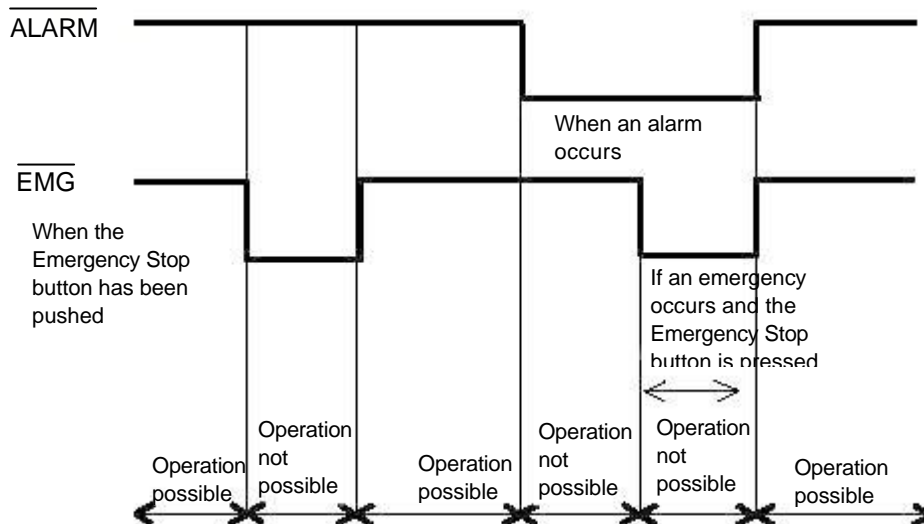 ALARM
When an alarm
occurs
EMG
When the
Emergency Stop
button has been
pushed
If an emergency
occurs and the
Emergency Stop
button is pressed
Operation
possible
Operation
not
possible
Operation
possible
Operation
not
possible
Operation
not
possible
Operation
possible